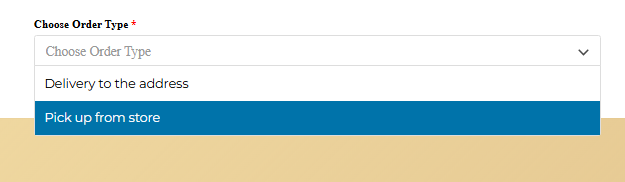 Choose Order Type *
Choose Order Type
Delivery to the address
Pick up from store